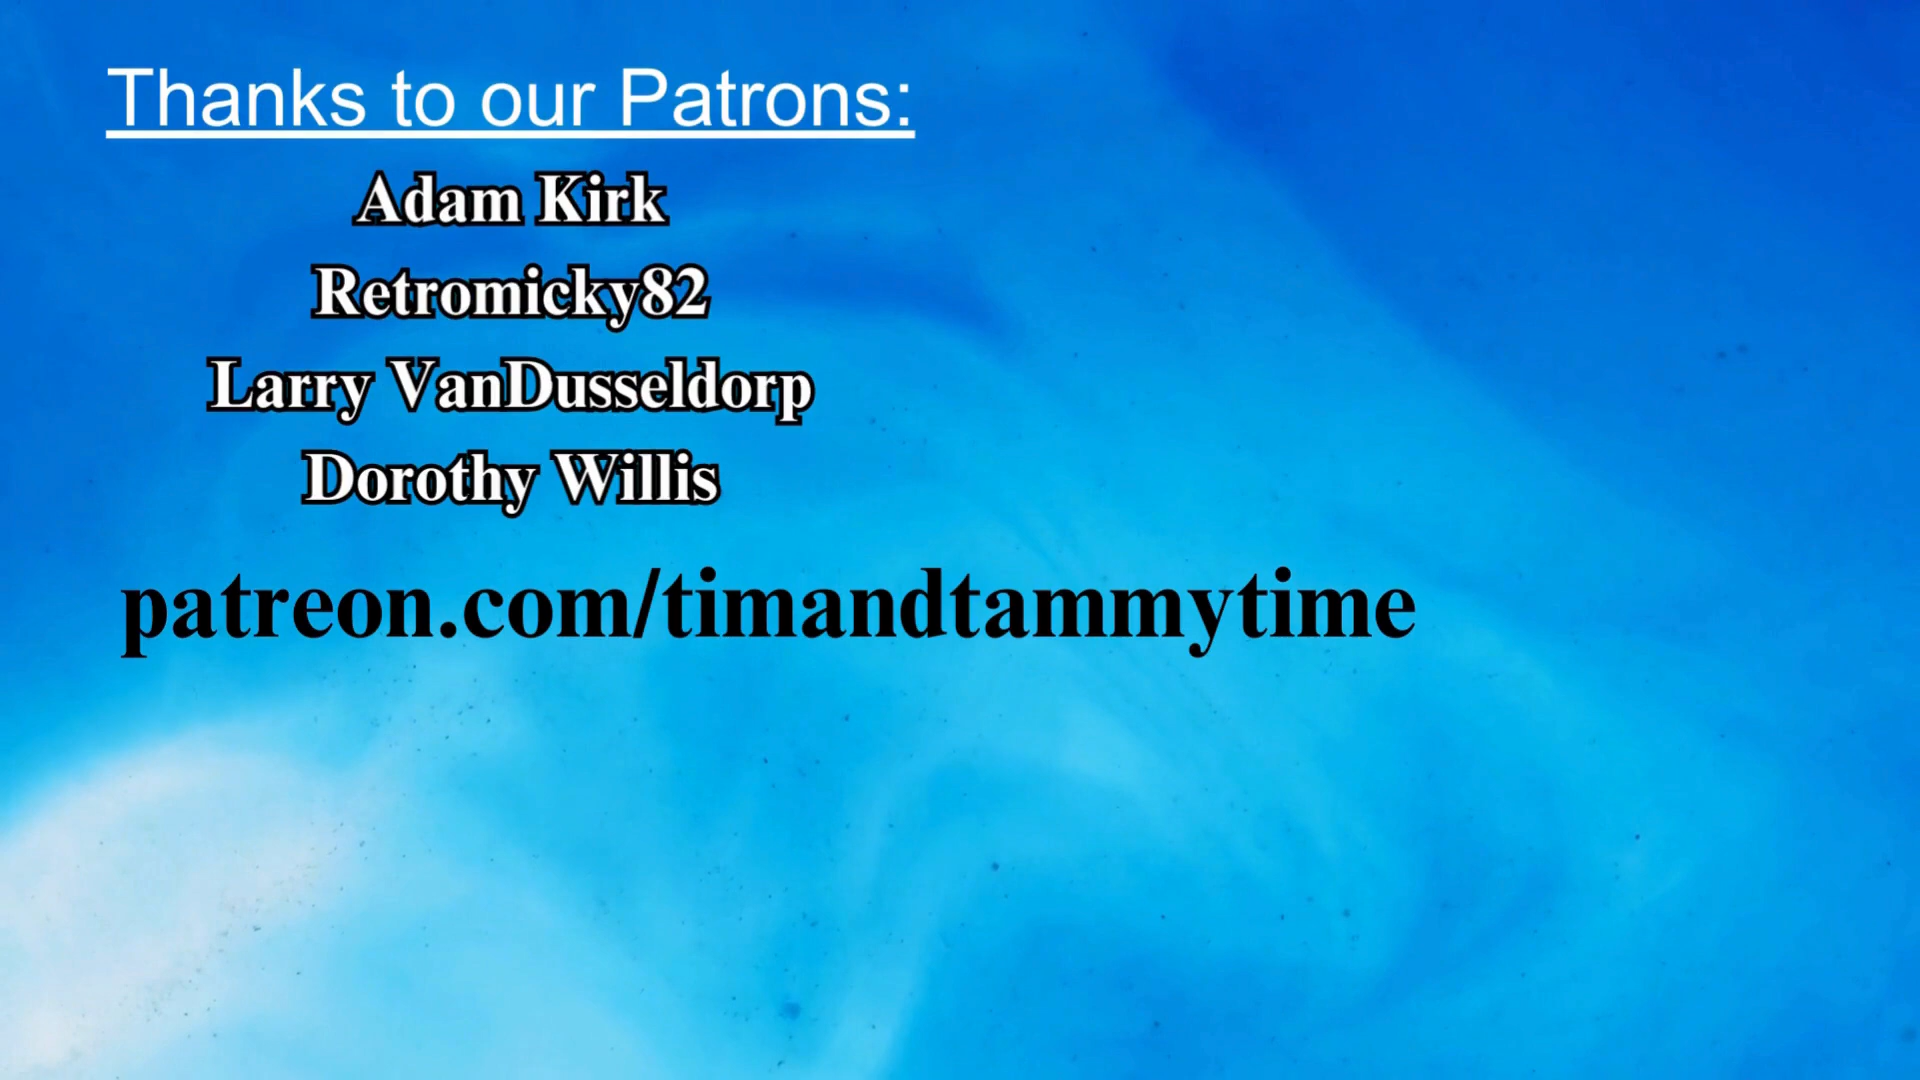 Thanks to our Patrons:
Adam Kirk
Retromicky82
Larry VanDusseldorp
Dorothy Willis
patreon.com/timandtammytime